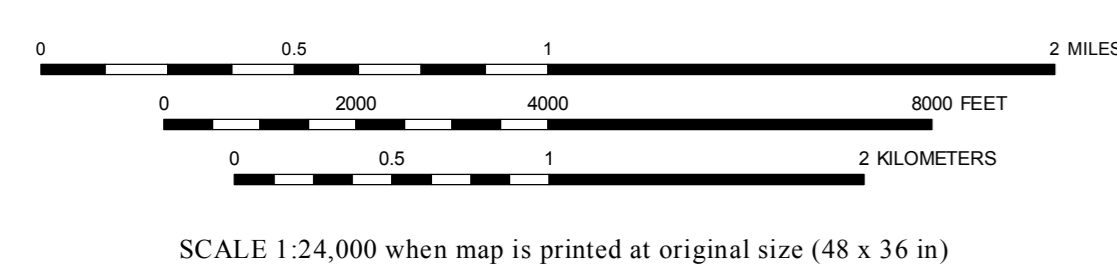 0 0.5 1 2 MILES
0 2000 4000 8000 FEET
0 0.5 1 2 KILOMETERS
SCALE 1:24,000 when map is printed at original size (48 x 36 in)